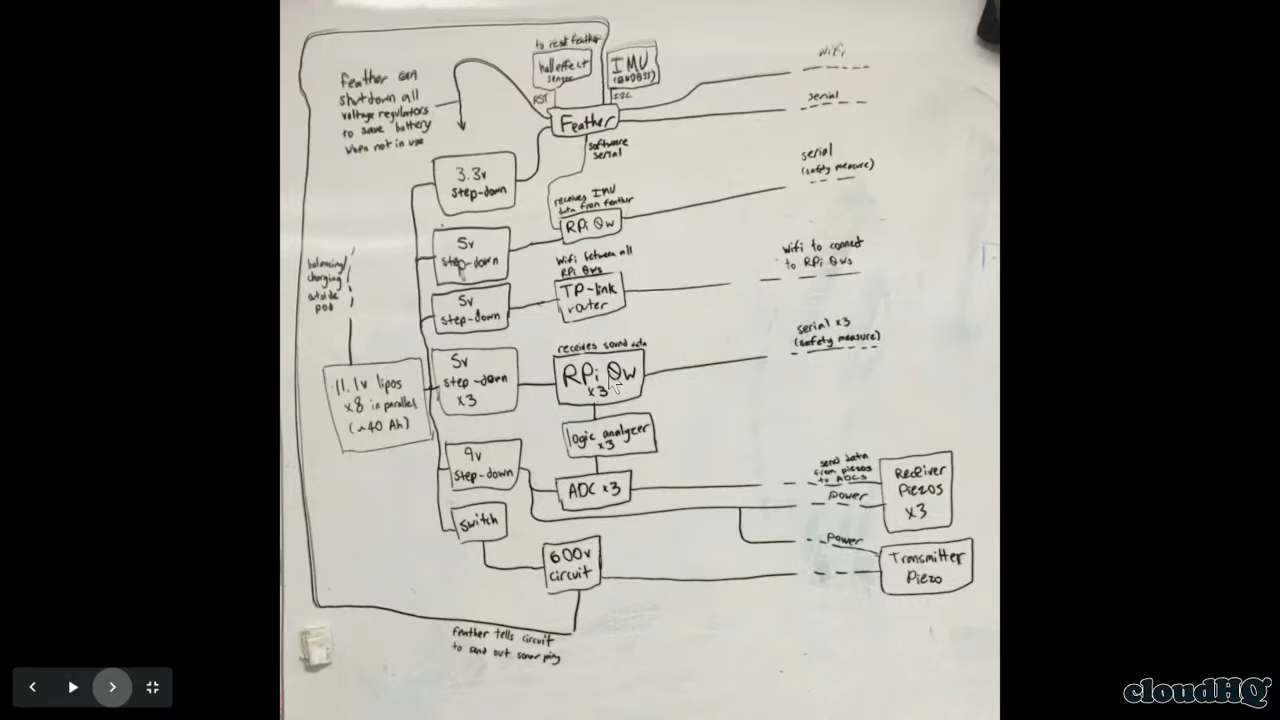 to reset feather
hall effect
sensor
RST
IMU
I2C
wifi
serial
Feather
software
serial
feather can
shutdown all
voltage regulators
to save battery
when not in use
3.3v
step-down
serial
(safety measure)
receives IMU
data from feather
RPi 0w
5v
step-down
wifi between all
RPi 0ws
TP-link
router
wifi to connect
to RPi 0ws
5v
step-down
balancing/
charging
outside
pod
serial x3
(safety measure)
receives sound data
RPi 0w
x3
5v
step-down
x3
11.1v lipos
x8 in parallel
(~40 Ah)
logic analyzer
x3
9v
step-down
ADC x3
send data
from piezos
to ADCs
power
Receiver
Piezos
x3
switch
600v
circuit
power
Transmitter
Piezo
feather tells circuit
to send out sonar ping
cloudHQ